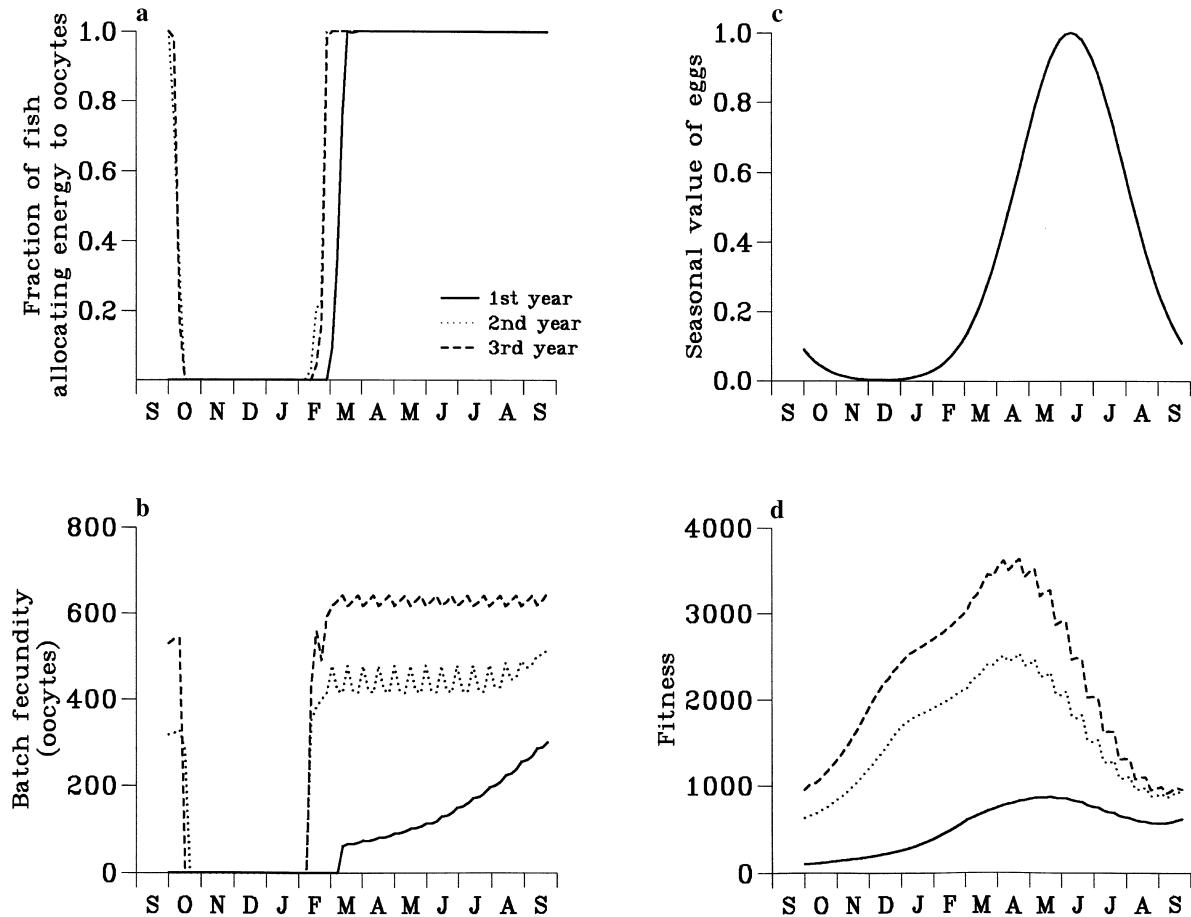 a
Fraction of fish
allocating energy to oocytes
1.0
0.8
0.6
0.4
0.2
1st year
2nd year
3rd year
S O N D J F M A M J J A S
c
Seasonal value of eggs
1.0
0.8
0.6
0.4
0.2
0.0
S O N D J F M A M J J A S
b
Batch fecundity
(oocytes)
800
600
400
200
0
S O N D J F M A M J J A S
d
Fitness
4000
3000
2000
1000
0
S O N D J F M A M J J A S